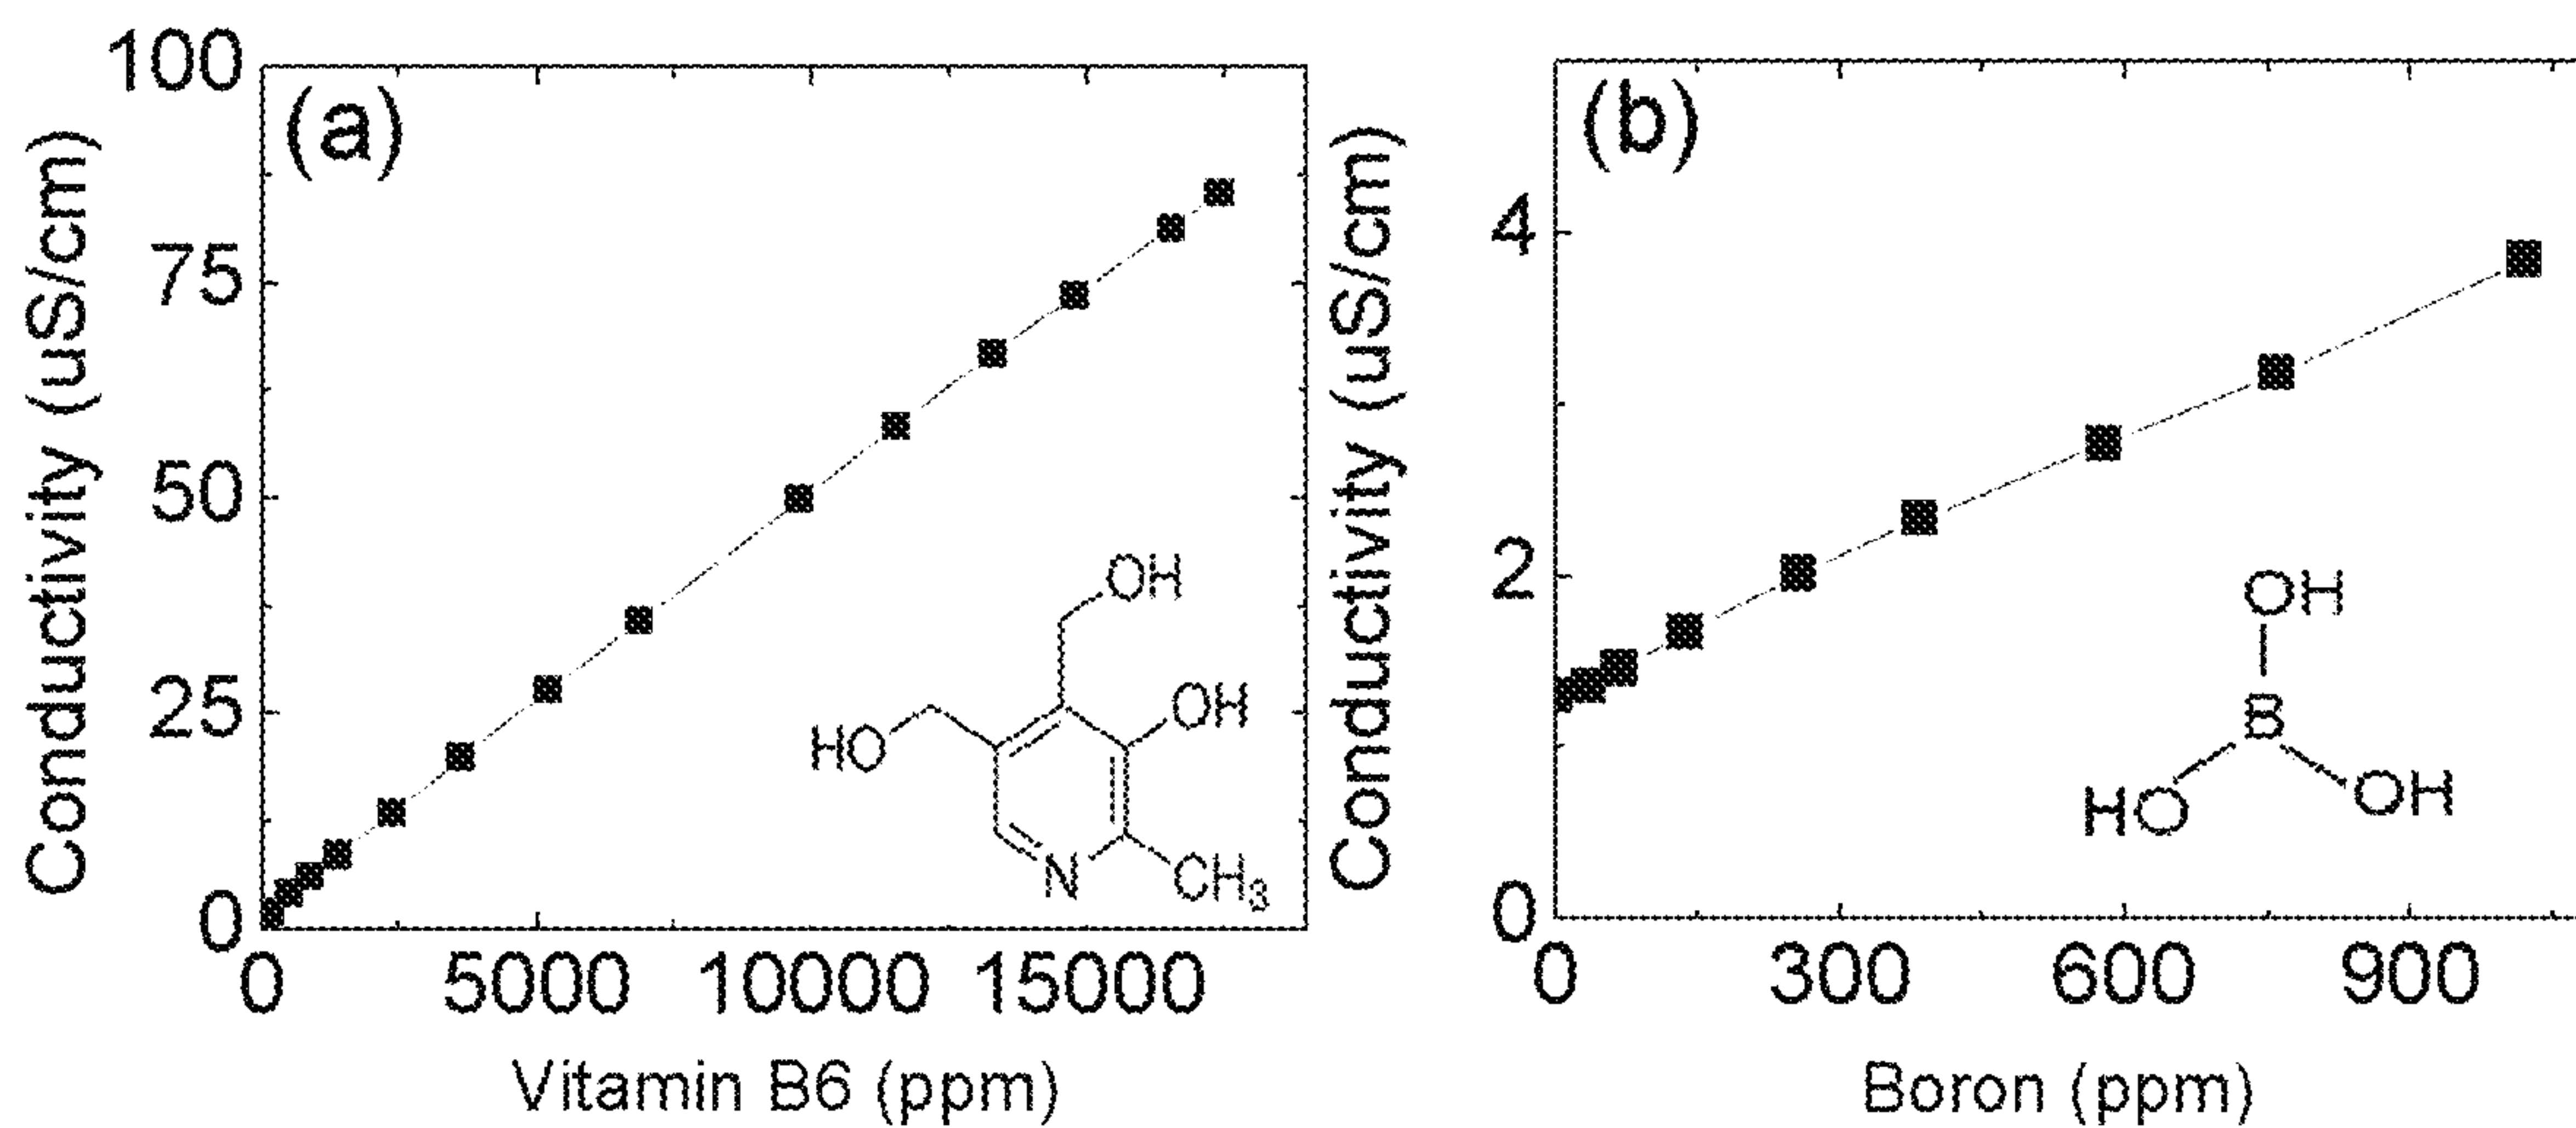 (a)
Conductivity (uS/cm)
100
75
50
25
0
0 5000 10000 15000
Vitamin B6 (ppm)
OH
HO
OH
N
CH3
(b)
Conductivity (uS/cm)
4
2
0
0 300 600 900
Boron (ppm)
OH
B
HO
OH